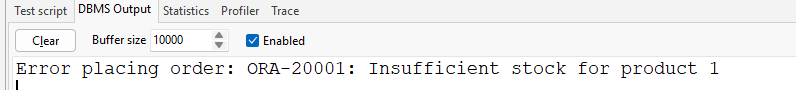 Test script DBMS Output Statistics Profiler Trace
Clear Buffer size 10000 Enabled
Error placing order: ORA-20001: Insufficient stock for product 1